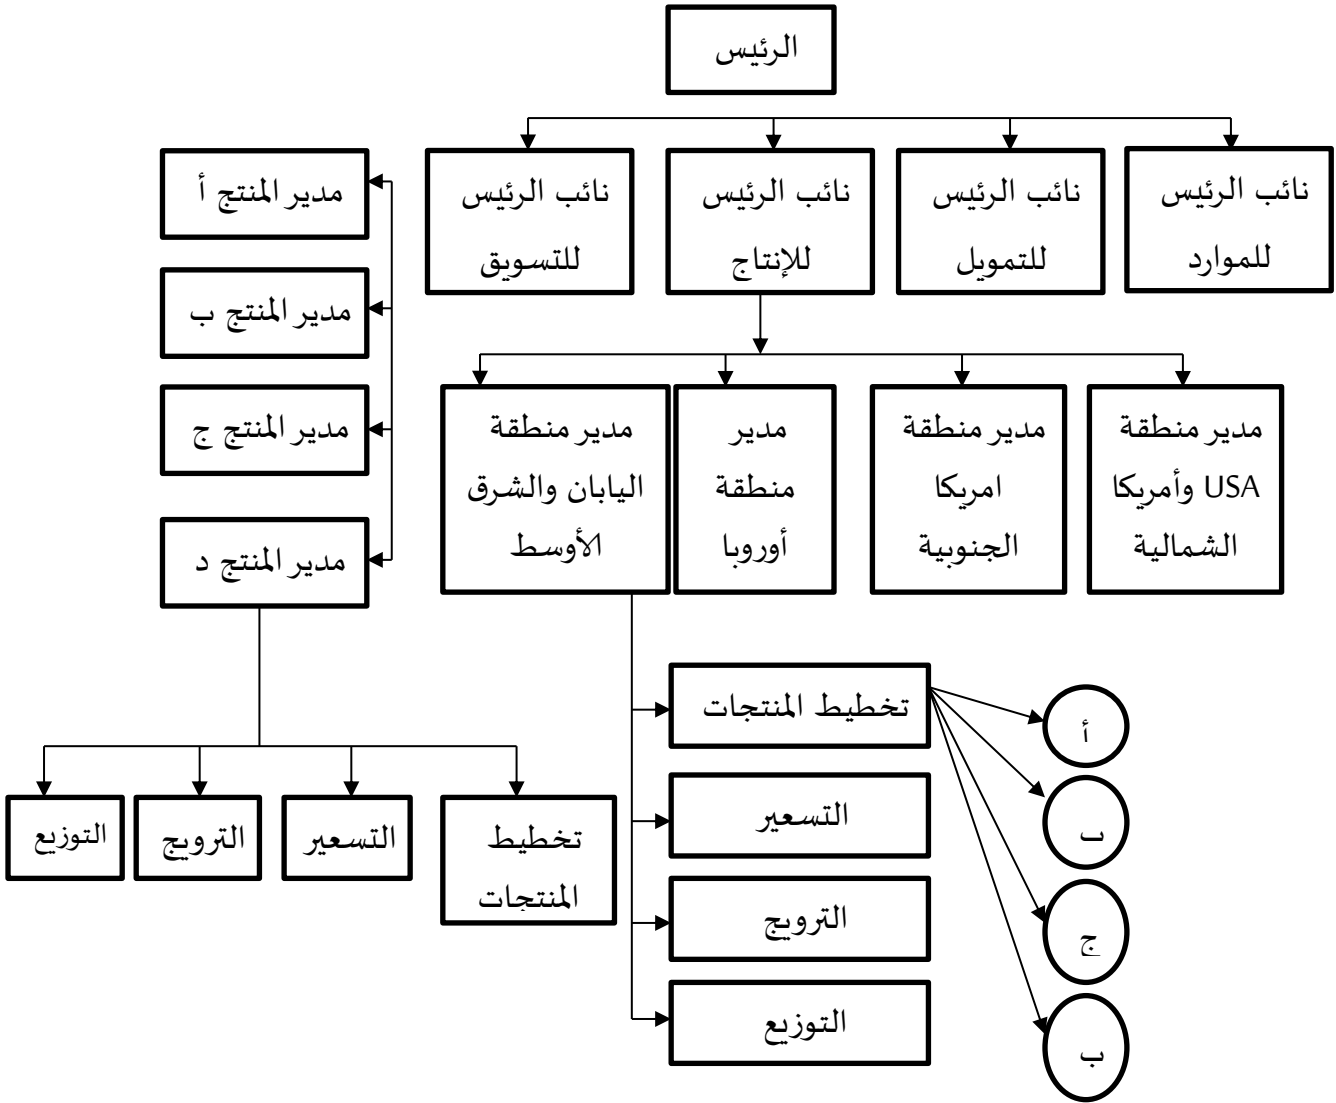 الرئيس
نائب الرئيس
للموارد
نائب الرئيس
للتمويل
نائب الرئيس
للإنتاج
نائب الرئيس
للتسويق
مدير المنتج أ
مدير المنتج ب
مدير المنتج ج
مدير المنتج د
مدير منطقة
USA وأمريكا
الشمالية
مدير منطقة
امريكا
الجنوبية
مدير
منطقة
أوروبا
مدير منطقة
اليابان والشرق
الأوسط
تخطيط المنتجات
التسعير
الترويج
التوزيع
أ
ب
ج
ب
تخطيط
المنتجات
التسعير
الترويج
التوزيع